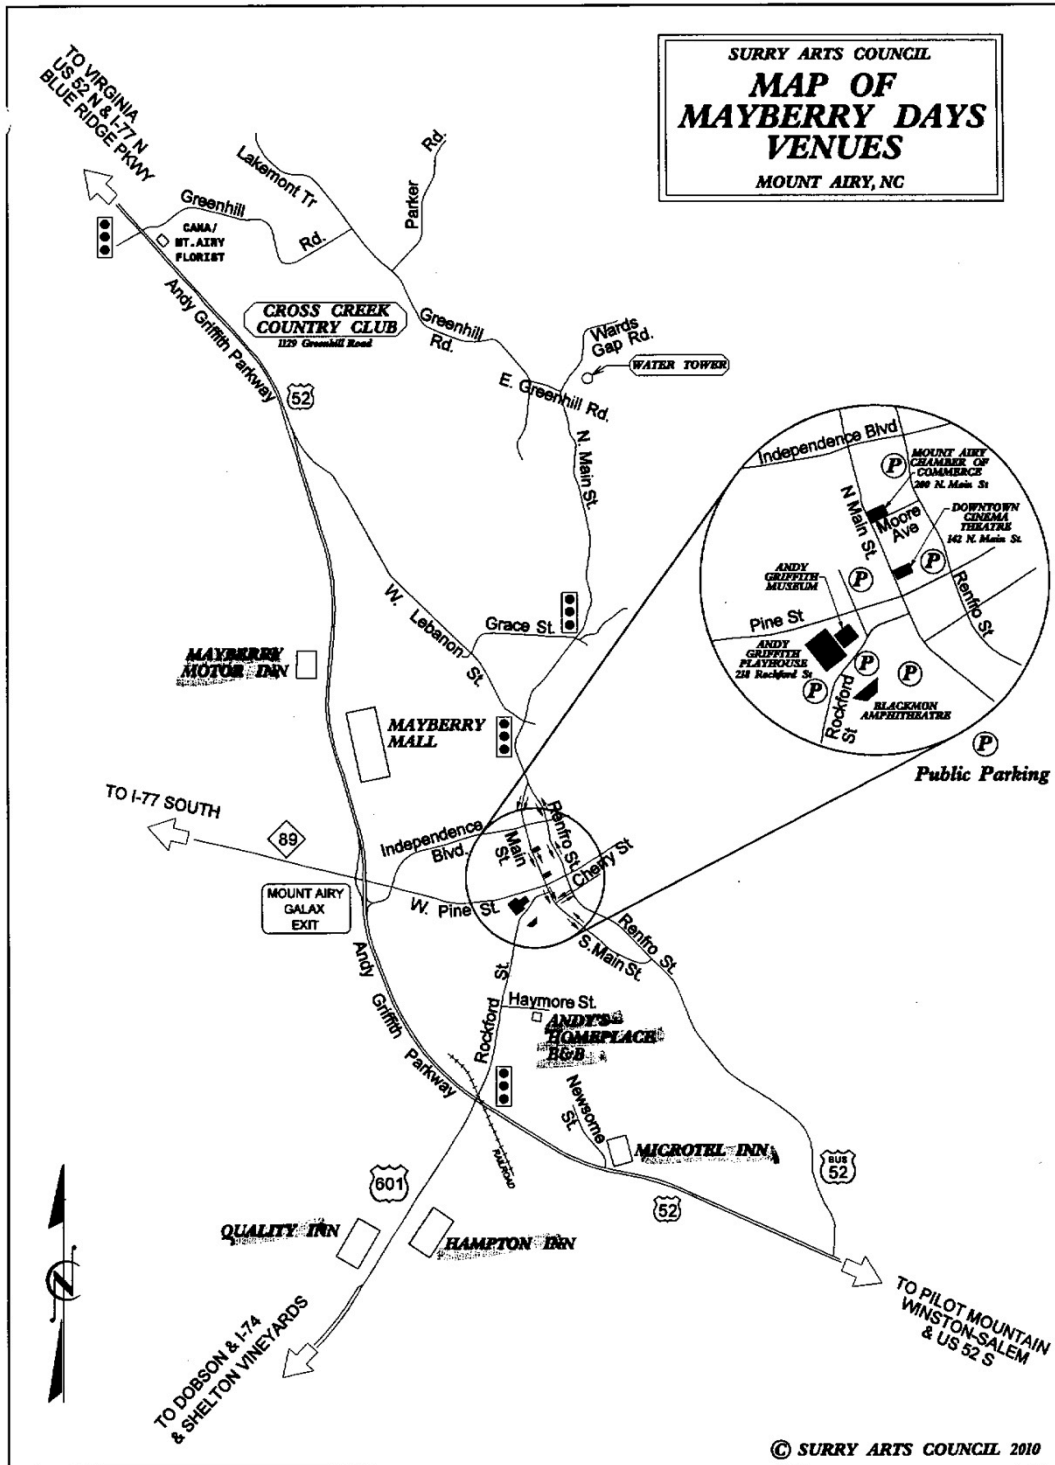 SURRY ARTS COUNCIL
MAP OF
MAYBERRY DAYS
VENUES
MOUNT AIRY, NC
TO VIRGINIA
US 52 N & I-77 N
BLUE RIDGE PKWY
Lakemont Tr
Parker Rd.
Greenhill
Rd.
CANA/
MT. AIRY
FLORIST
Andy Griffith Parkway
CROSS CREEK
COUNTRY CLUB
1129 Greenhill Road
Greenhill
Rd.
Wards
Gap Rd.
WATER TOWER
52
E. Greenhill Rd.
N. Main St.
Independence Blvd
P
MOUNT AIRY
CHAMBER OF
COMMERCE
200 N. Main St
N Main St.
Moore
Ave
DOWNTOWN
CINEMA
THEATRE
142 N. Main St.
P
P
ANDY
GRIFFITH
MUSEUM
Renfro St
Pine St
ANDY
GRIFFITH
PLAYHOUSE
218 Rockford St
P
P
P
Rockford
St
BLACKMON
AMPHITHEATRE
P
Public Parking
W. Lebanon St.
Grace St.
MAYBERRY
MOTOR INN
MAYBERRY
MALL
TO I-77 SOUTH
89
Independence
Blvd.
Main
St
Renfro St
Cherry St
MOUNT AIRY
GALAX
EXIT
W. Pine St.
S. Main St.
Renfro St.
Andy Griffith Parkway
Rockford St.
Haymore St.
ANDY'S
HOMEPLACE
B&B
Newsome
St.
RAILROAD
MICROTEL INN
BUS
52
601
52
QUALITY INN
HAMPTON INN
N
TO DOBSON & I-74
& SHELTON VINEYARDS
TO PILOT MOUNTAIN
WINSTON-SALEM
& US 52 S
© SURRY ARTS COUNCIL 2010